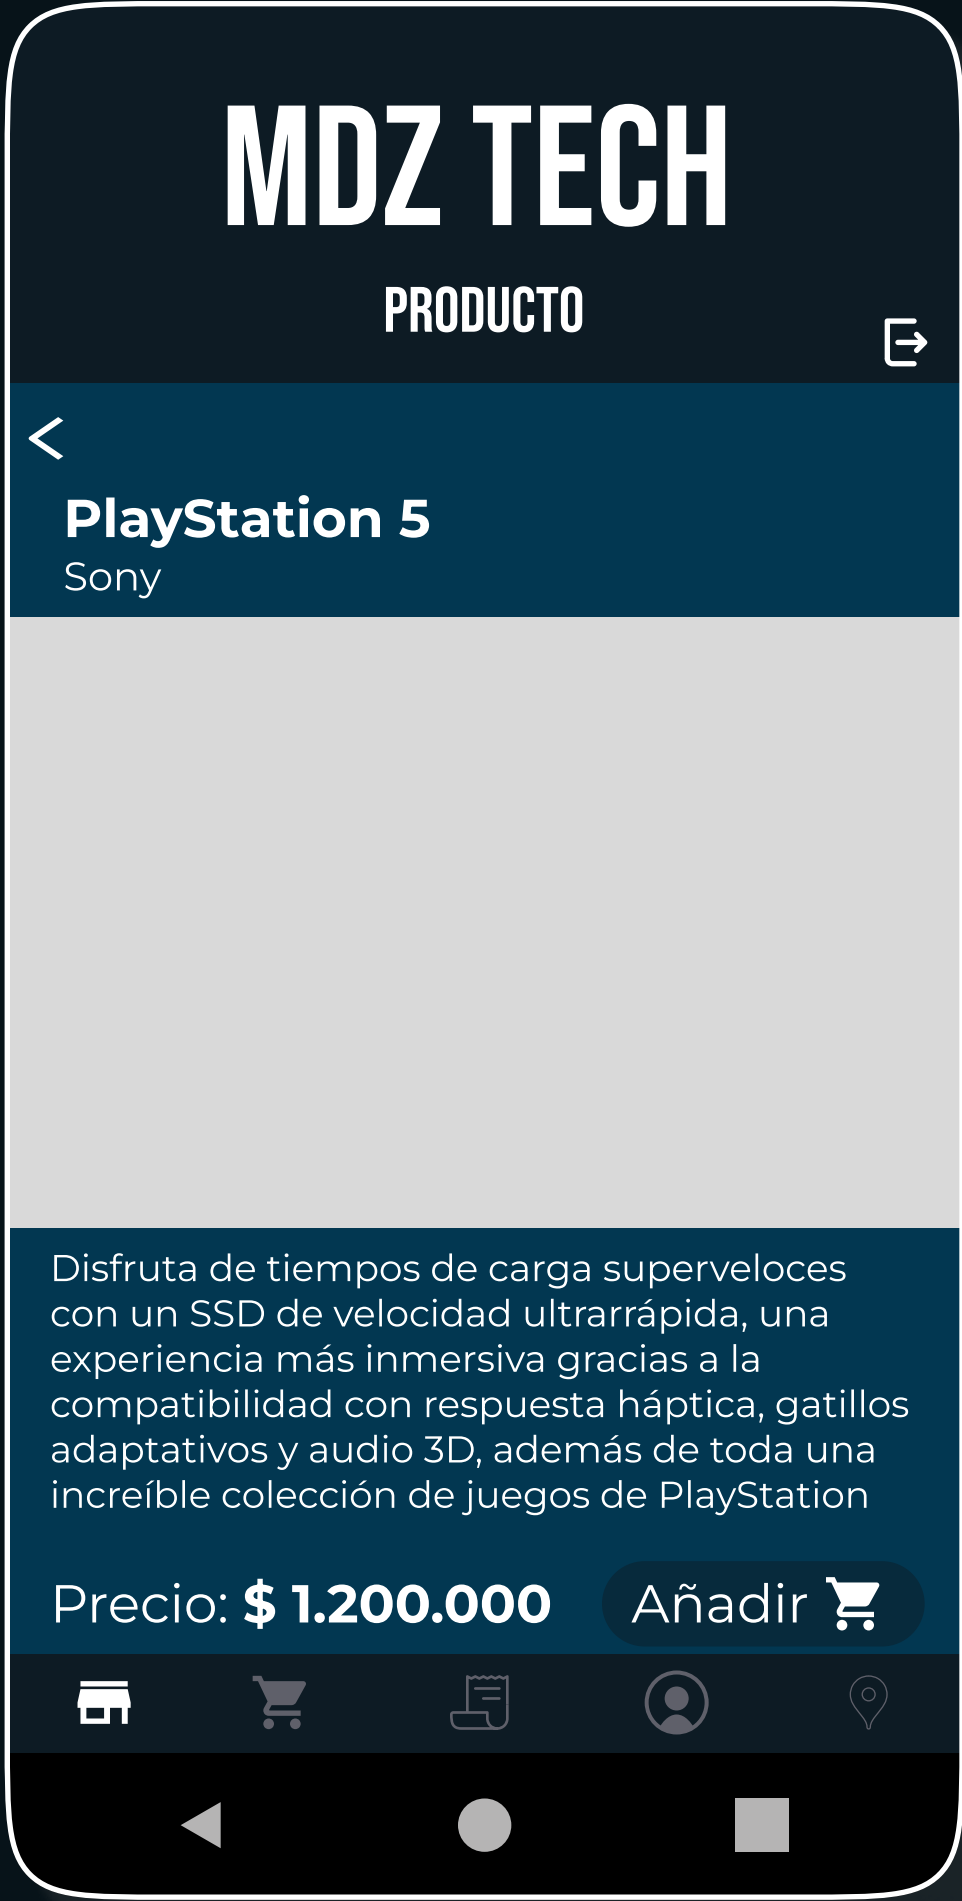 MDZ TECH
PRODUCTO
PlayStation 5
Sony
Disfruta de tiempos de carga superveloces
con un SSD de velocidad ultrarrápida, una
experiencia más inmersiva gracias a la
compatibilidad con respuesta háptica, gatillos
adaptativos y audio 3D, además de toda una
increíble colección de juegos de PlayStation
Precio: $ 1.200.000
Añadir